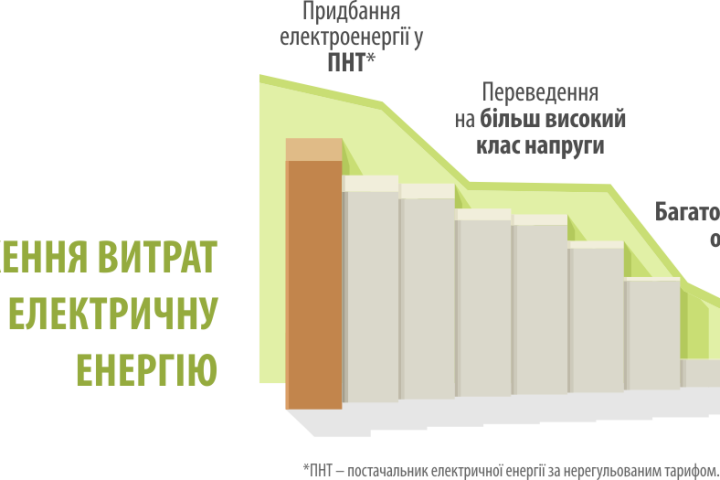 Придбання
електроенергії у
ПНТ*
Переведення
на більш високий
клас напруги
ВИТРАТ
ЕЛЕКТРИЧНУ
ЕНЕРГІЮ
*ПНТ – постачальник електричної енергії за нерегульованим тарифом.